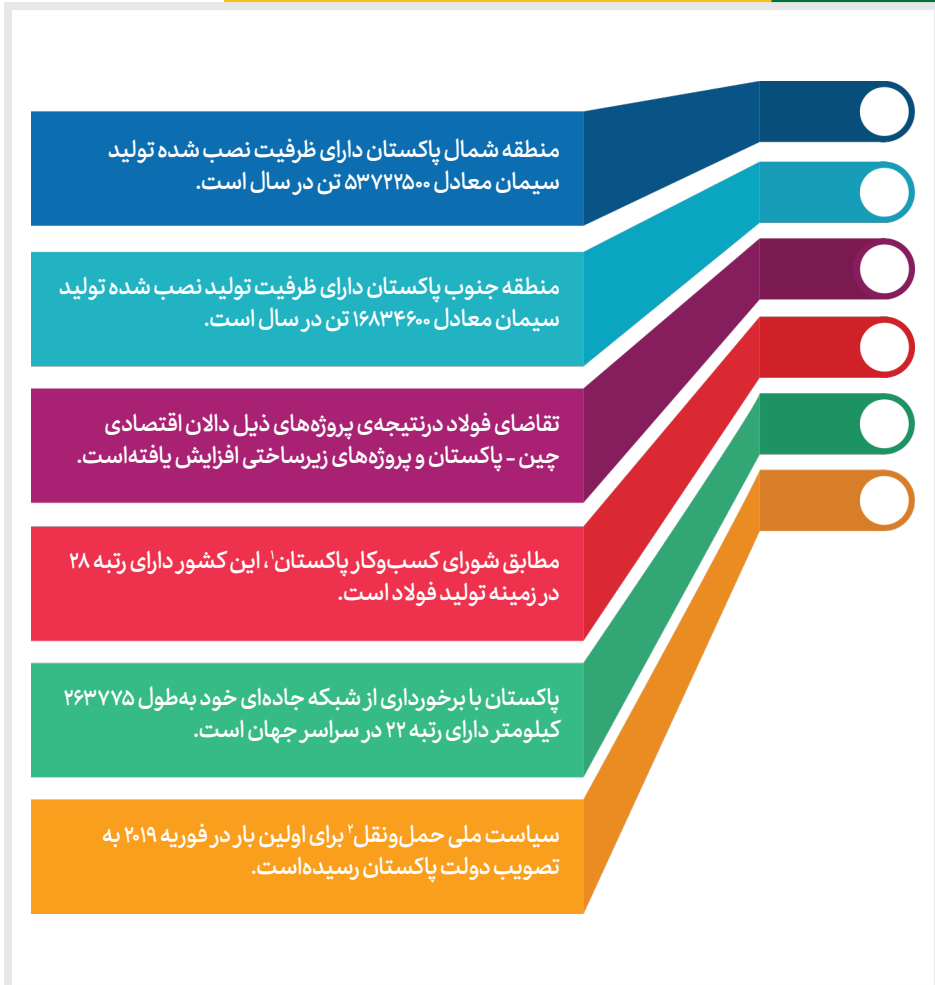 منطقه شمال پاکستان دارای ظرفیت نصب شده تولید
سیمان معادل ۵۳۷۲۲۵۰۰ تن در سال است.
منطقه جنوب پاکستان دارای ظرفیت تولید نصب شده تولید
سیمان معادل ۱۶۸۳۴۶۰۰ تن در سال است.
تقاضای فولاد درنتیجه‌ی پروژه‌های ذیل دالان اقتصادی
چین - پاکستان و پروژه‌های زیرساختی افزایش یافته‌است.
مطابق شورای کسب‌وکار پاکستان۱، این کشور دارای رتبه ۲۸
در زمینه تولید فولاد است.
پاکستان با برخورداری از شبکه جاده‌ای خود به‌طول ۲۶۳۷۷۵
کیلومتر دارای رتبه ۲۲ در سراسر جهان است.
سیاست ملی حمل‌ونقل۲ برای اولین بار در فوریه ۲۰۱۹ به
تصویب دولت پاکستان رسیده‌است.